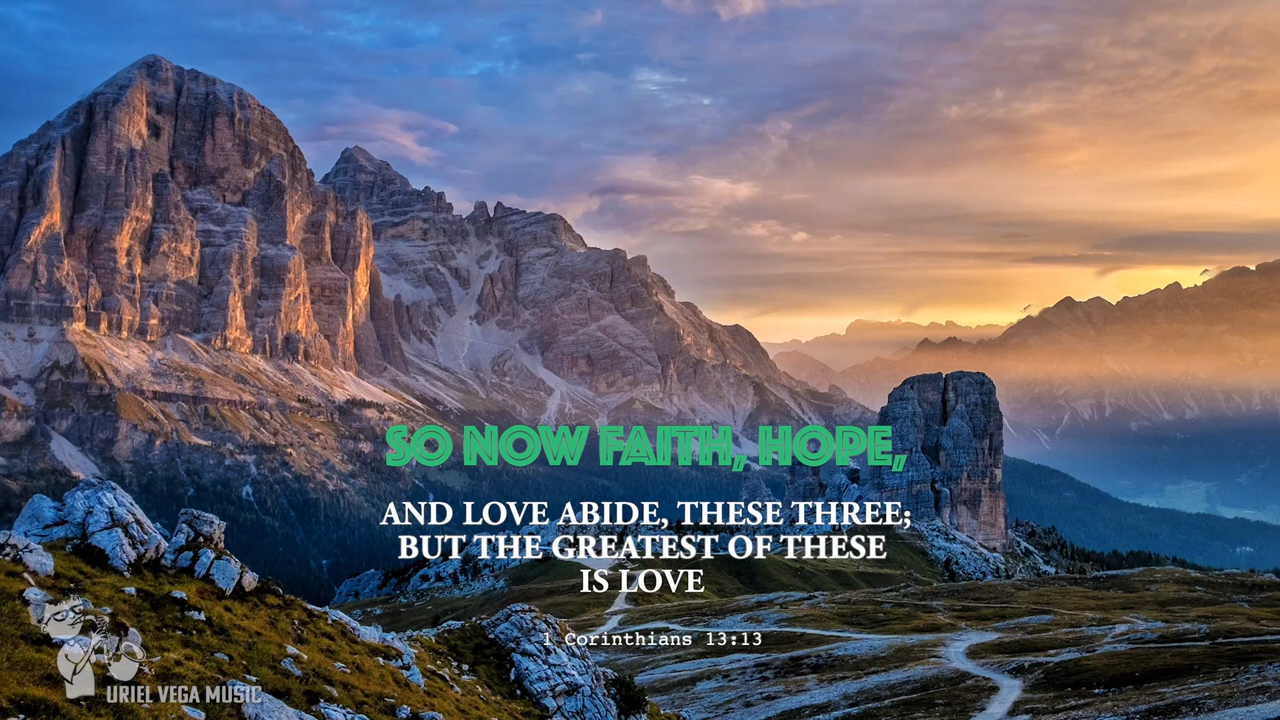 SO NOW FAITH, HOPE,
AND LOVE ABIDE, THESE THREE;
BUT THE GREATEST OF THESE
IS LOVE
1 Corinthians 13:13
URIEL VEGA MUSIC